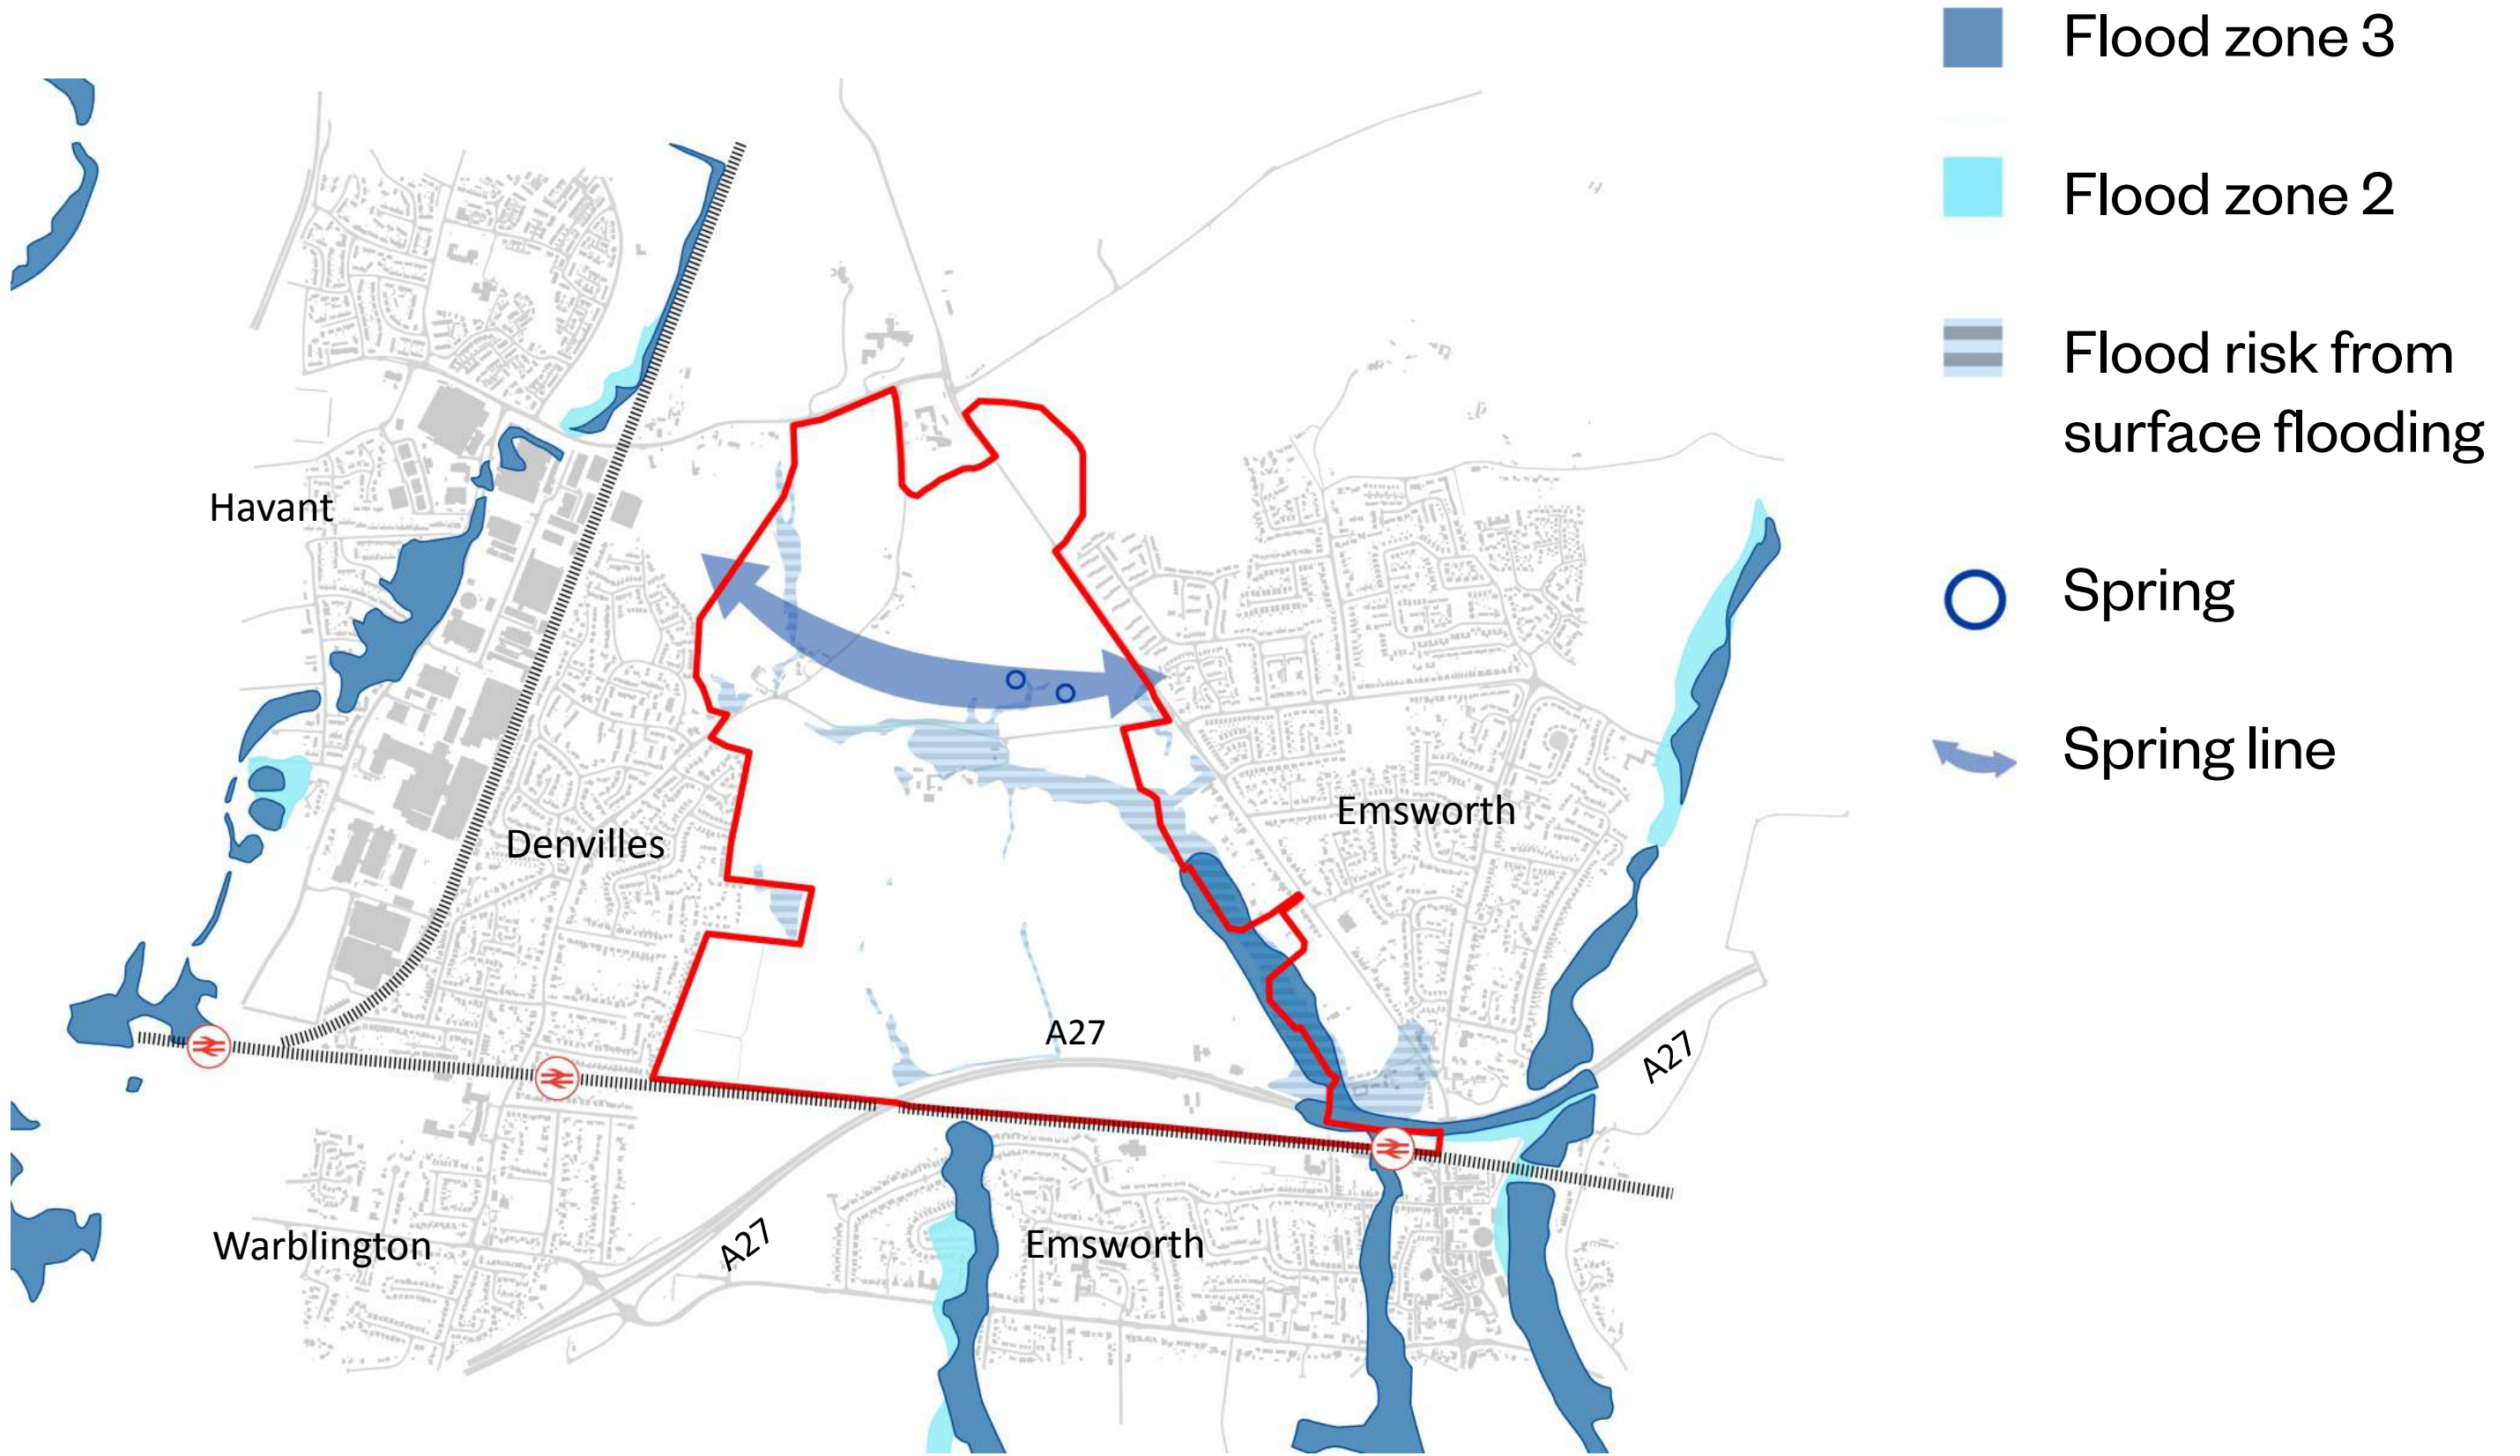 Flood zone 3
Flood zone 2
Flood risk from
surface flooding
Spring
Spring line
Havant
Denvilles
Emsworth
A27
A27
Warblington
A27
Emsworth